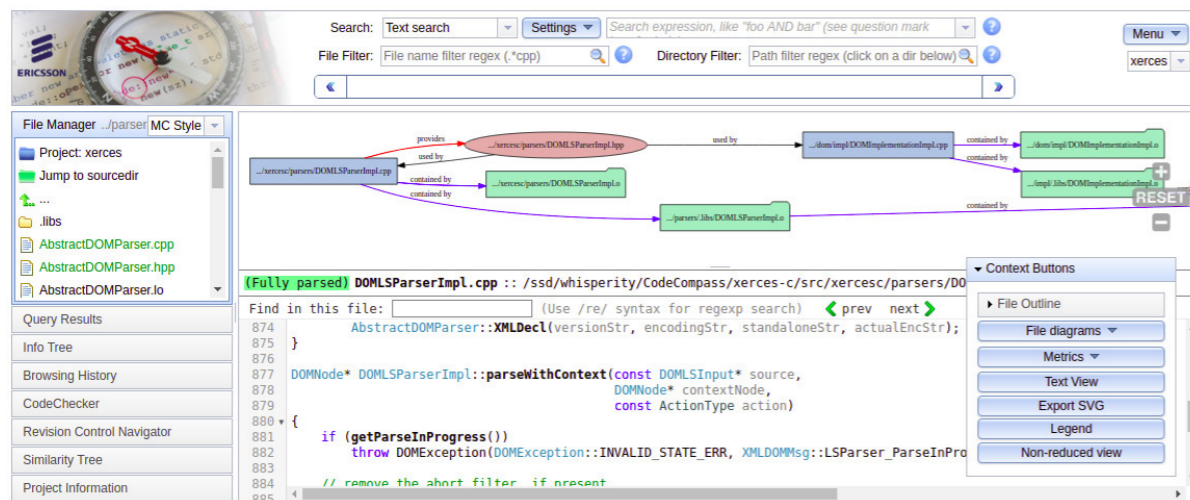 ERICSSON
Search: Text search Settings Search expression, like "foo AND bar" (see question mark
Menu
File Filter: File name filter regex (.*cpp) Directory Filter: Path filter regex (click on a dir below)
xerces
File Manager ../parser MC Style
Project: xerces
Jump to sourcedir
...
.libs
AbstractDOMParser.cpp
AbstractDOMParser.hpp
AbstractDOMParser.lo
Query Results
Info Tree
Browsing History
CodeChecker
Revision Control Navigator
Similarity Tree
Project Information
provides
.../xercesc/parsers/DOMLSParserImpl.hpp
used by
.../dom/impl/DOMImplementationImpl.cpp
contained by
.../dom/impl/DOMImplementationImpl.o
used by
contained by
.../xercesc/parsers/DOMLSParserImpl.cpp
contained by
.../xercesc/parsers/DOMLSParserImpl.o
.../impl/.libs/DOMImplementationImpl.o
contained by
RESET
contained by
.../parsers/.libs/DOMLSParserImpl.o
(Fully parsed) DOMLSParserImpl.cpp :: /ssd/whisperity/CodeCompass/xerces-c/src/xercesc/parsers/DO
Find in this file: (Use /re/ syntax for regexp search) prev next
874 AbstractDOMParser::XMLDecl(versionStr, encodingStr, standaloneStr, actualEncStr);
875 }
876
877 DOMNode* DOMLSParserImpl::parseWithContext(const DOMLSInput* source,
878 DOMNode* contextNode,
879 const ActionType action)
880 {
881 if (getParseInProgress())
882 throw DOMException(DOMException::INVALID_STATE_ERR, XMLDOMMsg::LSParser_ParseInPro
883
884 // remove the abort filter, if present
885
Context Buttons
File Outline
File diagrams
Metrics
Text View
Export SVG
Legend
Non-reduced view